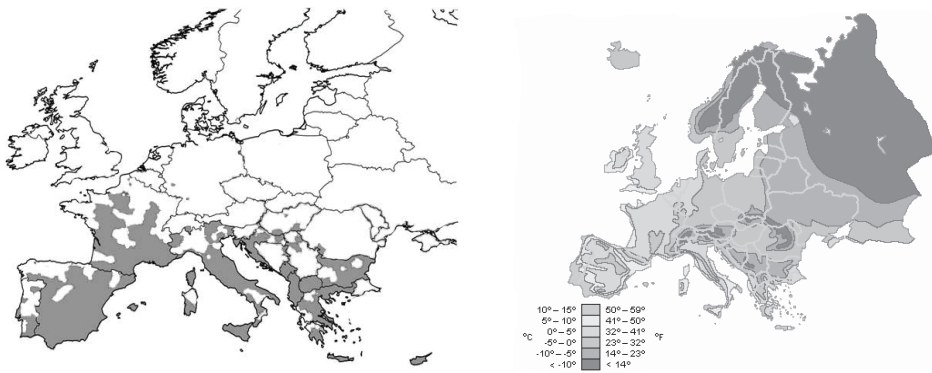 10° – 15° 50° – 59°
5° – 10° 41° – 50°
0° – 5° 32° – 41°
°C -5° – 0° 23° – 32° °F
-10° – -5° 14° – 23°
< -10° < 14°